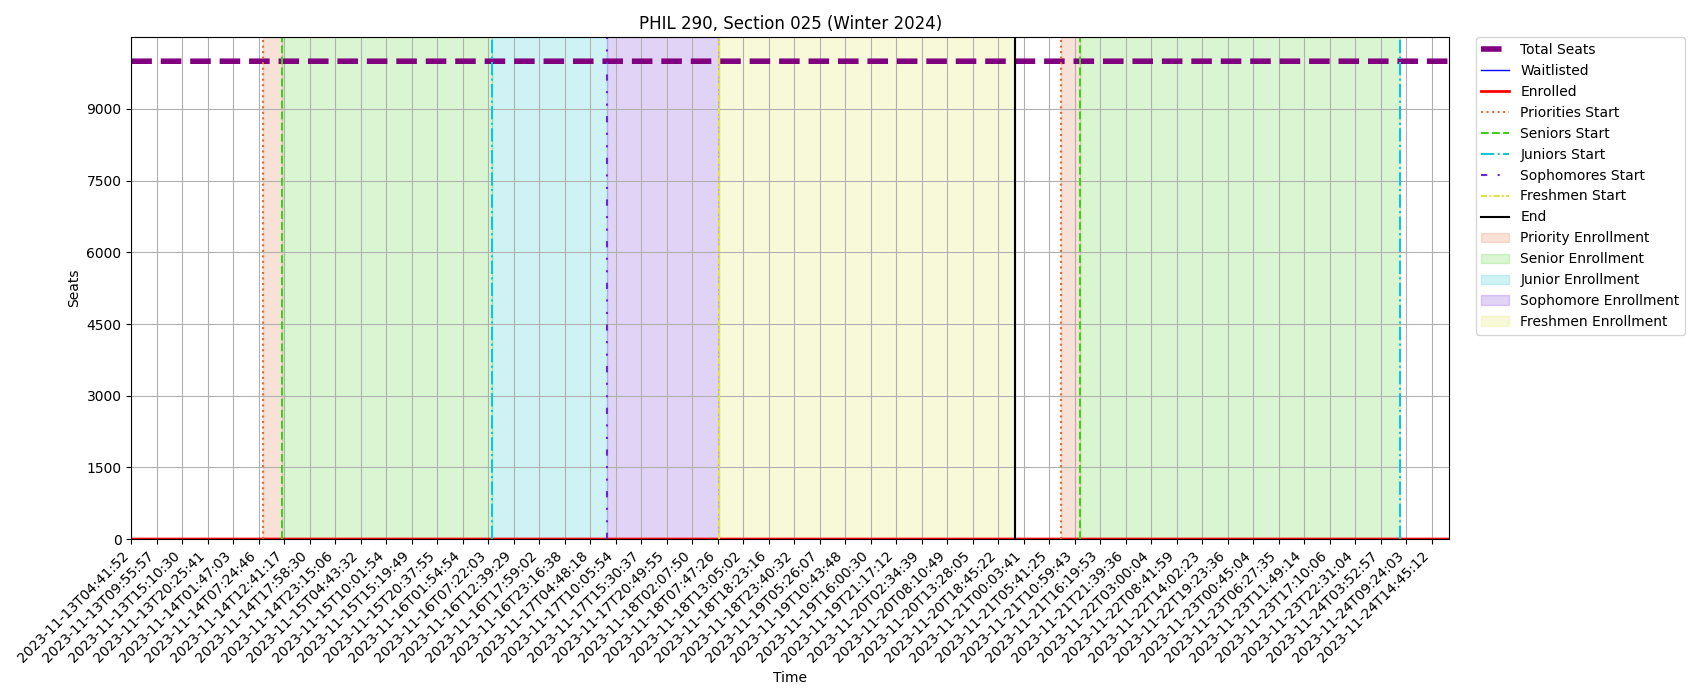 PHIL 290, Section 025 (Winter 2024)
Seats
9000
7500
6000
4500
3000
1500
0
2023-11-13T04:41:52
2023-11-13T09:55:57
2023-11-13T15:10:30
2023-11-13T20:25:41
2023-11-14T01:47:03
2023-11-14T07:24:46
2023-11-14T12:41:17
2023-11-14T17:58:30
2023-11-14T23:15:06
2023-11-15T04:43:32
2023-11-15T10:01:54
2023-11-15T15:19:49
2023-11-15T20:37:55
2023-11-16T01:54:54
2023-11-16T07:22:03
2023-11-16T12:39:29
2023-11-16T17:59:02
2023-11-16T23:16:38
2023-11-17T04:48:18
2023-11-17T10:05:54
2023-11-17T15:30:37
2023-11-17T20:49:55
2023-11-18T02:07:50
2023-11-18T07:47:26
2023-11-18T13:05:02
2023-11-18T18:23:16
2023-11-18T23:40:32
2023-11-19T05:26:07
2023-11-19T10:43:48
2023-11-19T16:00:30
2023-11-19T21:17:12
2023-11-20T02:34:39
2023-11-20T08:10:49
2023-11-20T13:28:05
2023-11-20T18:45:22
2023-11-21T00:03:41
2023-11-21T05:41:25
2023-11-21T10:59:43
2023-11-21T16:19:53
2023-11-21T21:39:36
2023-11-22T03:00:04
2023-11-22T08:41:59
2023-11-22T14:02:23
2023-11-22T19:23:36
2023-11-23T00:45:04
2023-11-23T06:27:35
2023-11-23T11:49:14
2023-11-23T17:10:06
2023-11-23T22:31:04
2023-11-24T03:52:57
2023-11-24T09:24:03
2023-11-24T14:45:12
Time
Total Seats
Waitlisted
Enrolled
Priorities Start
Seniors Start
Juniors Start
Sophomores Start
Freshmen Start
End
Priority Enrollment
Senior Enrollment
Junior Enrollment
Sophomore Enrollment
Freshmen Enrollment